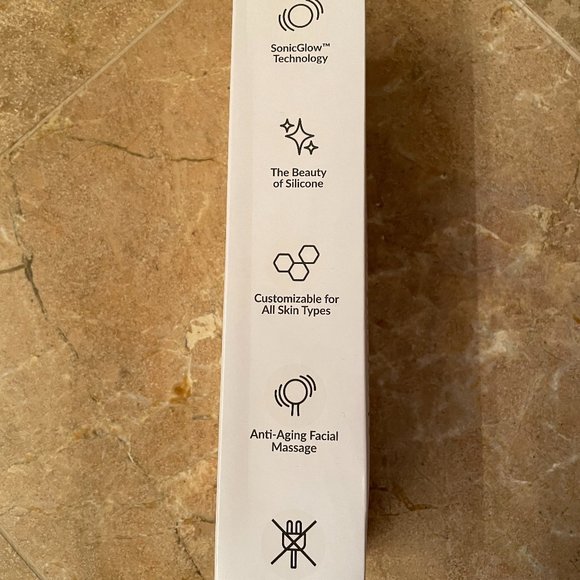 SonicGlow™
Technology
The Beauty
of Silicone
Customizable for
All Skin Types
Anti-Aging Facial
Massage